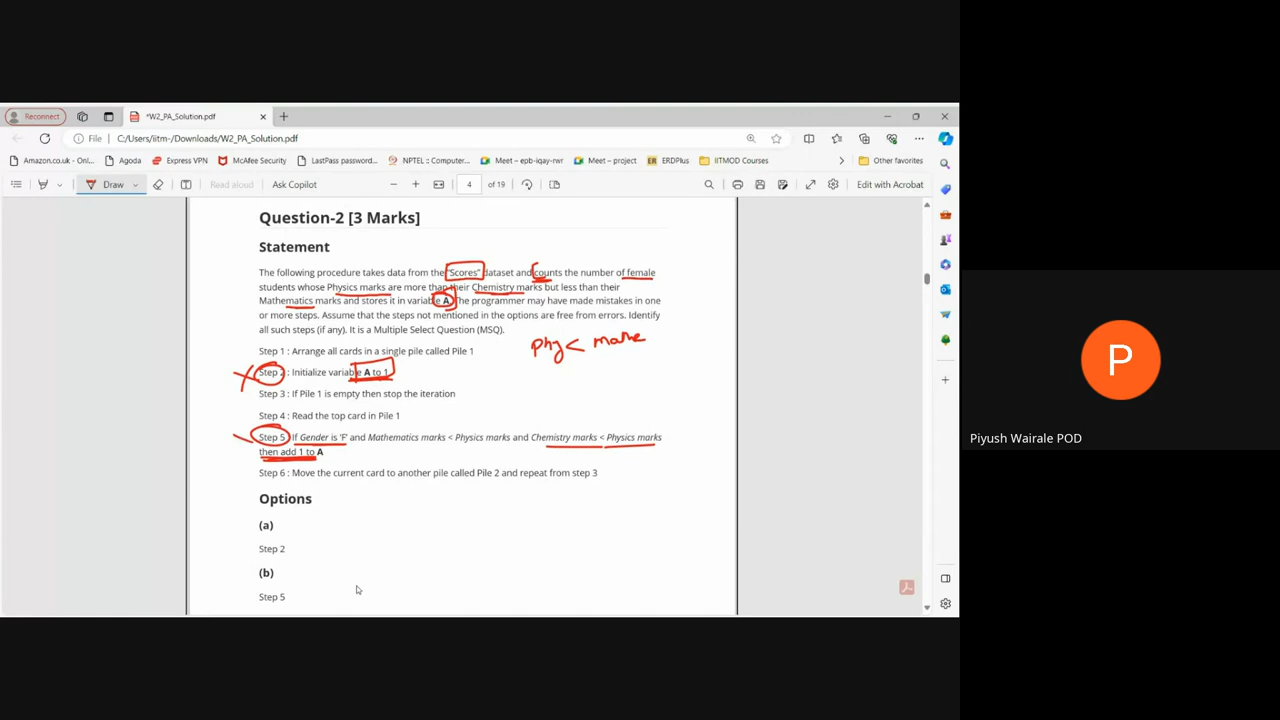 Reconnect
*W2_PA_Solution.pdf
File
C:/Users/iitm-/Downloads/W2_PA_Solution.pdf
Amazon.co.uk - Onl...
Agoda
Express VPN
McAfee Security
LastPass password...
NPTEL :: Computer...
Meet – epb-iqay-rwr
Meet – project
ERDPlus
IITMOD Courses
Other favorites
Draw
Read aloud
Ask Copilot
4
of 19
Edit with Acrobat
Question-2 [3 Marks]
Statement
The following procedure takes data from the "Scores" dataset and counts the number of female
students whose Physics marks are more than their Chemistry marks but less than their
Mathematics marks and stores it in variable A. The programmer may have made mistakes in one
or more steps. Assume that the steps not mentioned in the options are free from errors. Identify
all such steps (if any). It is a Multiple Select Question (MSQ).
Step 1 : Arrange all cards in a single pile called Pile 1
phy <
Step 2 : Initialize variable A to 1
Step 3 : If Pile 1 is empty then stop the iteration
Step 4 : Read the top card in Pile 1
Step 5 : If Gender is 'F' and Mathematics marks < Physics marks and Chemistry marks < Physics marks
then add 1 to A
Step 6 : Move the current card to another pile called Pile 2 and repeat from step 3
Options
(a)
Step 2
(b)
Step 5
P
Piyush Wairale POD